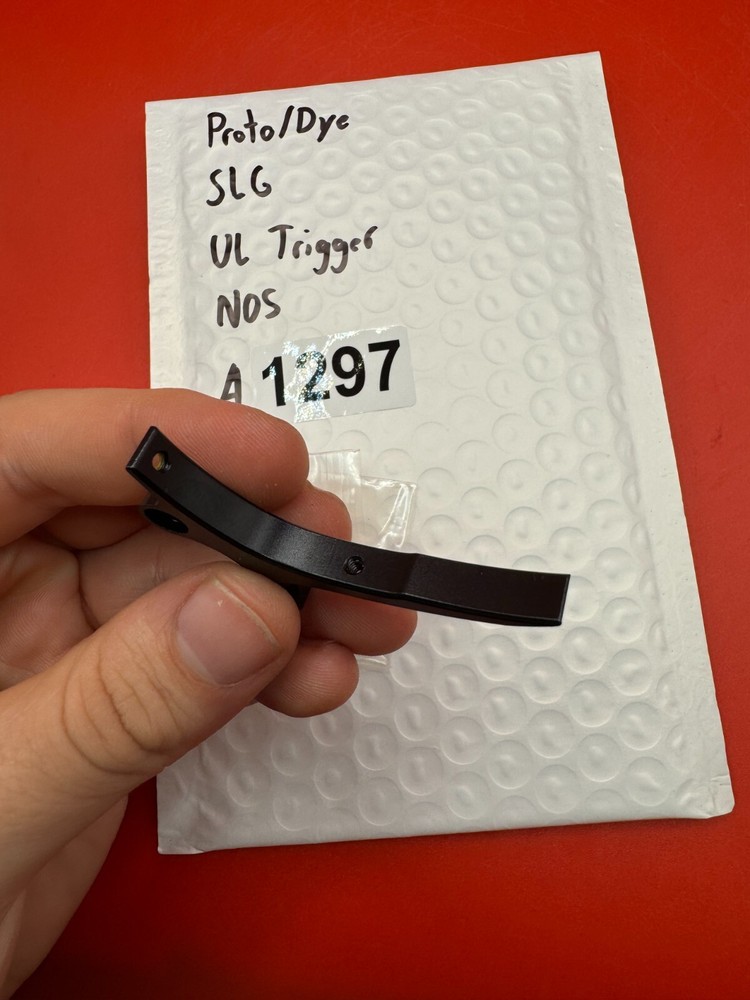 Proto/Dye
SLG
UL Trigger
NOS
A 1297